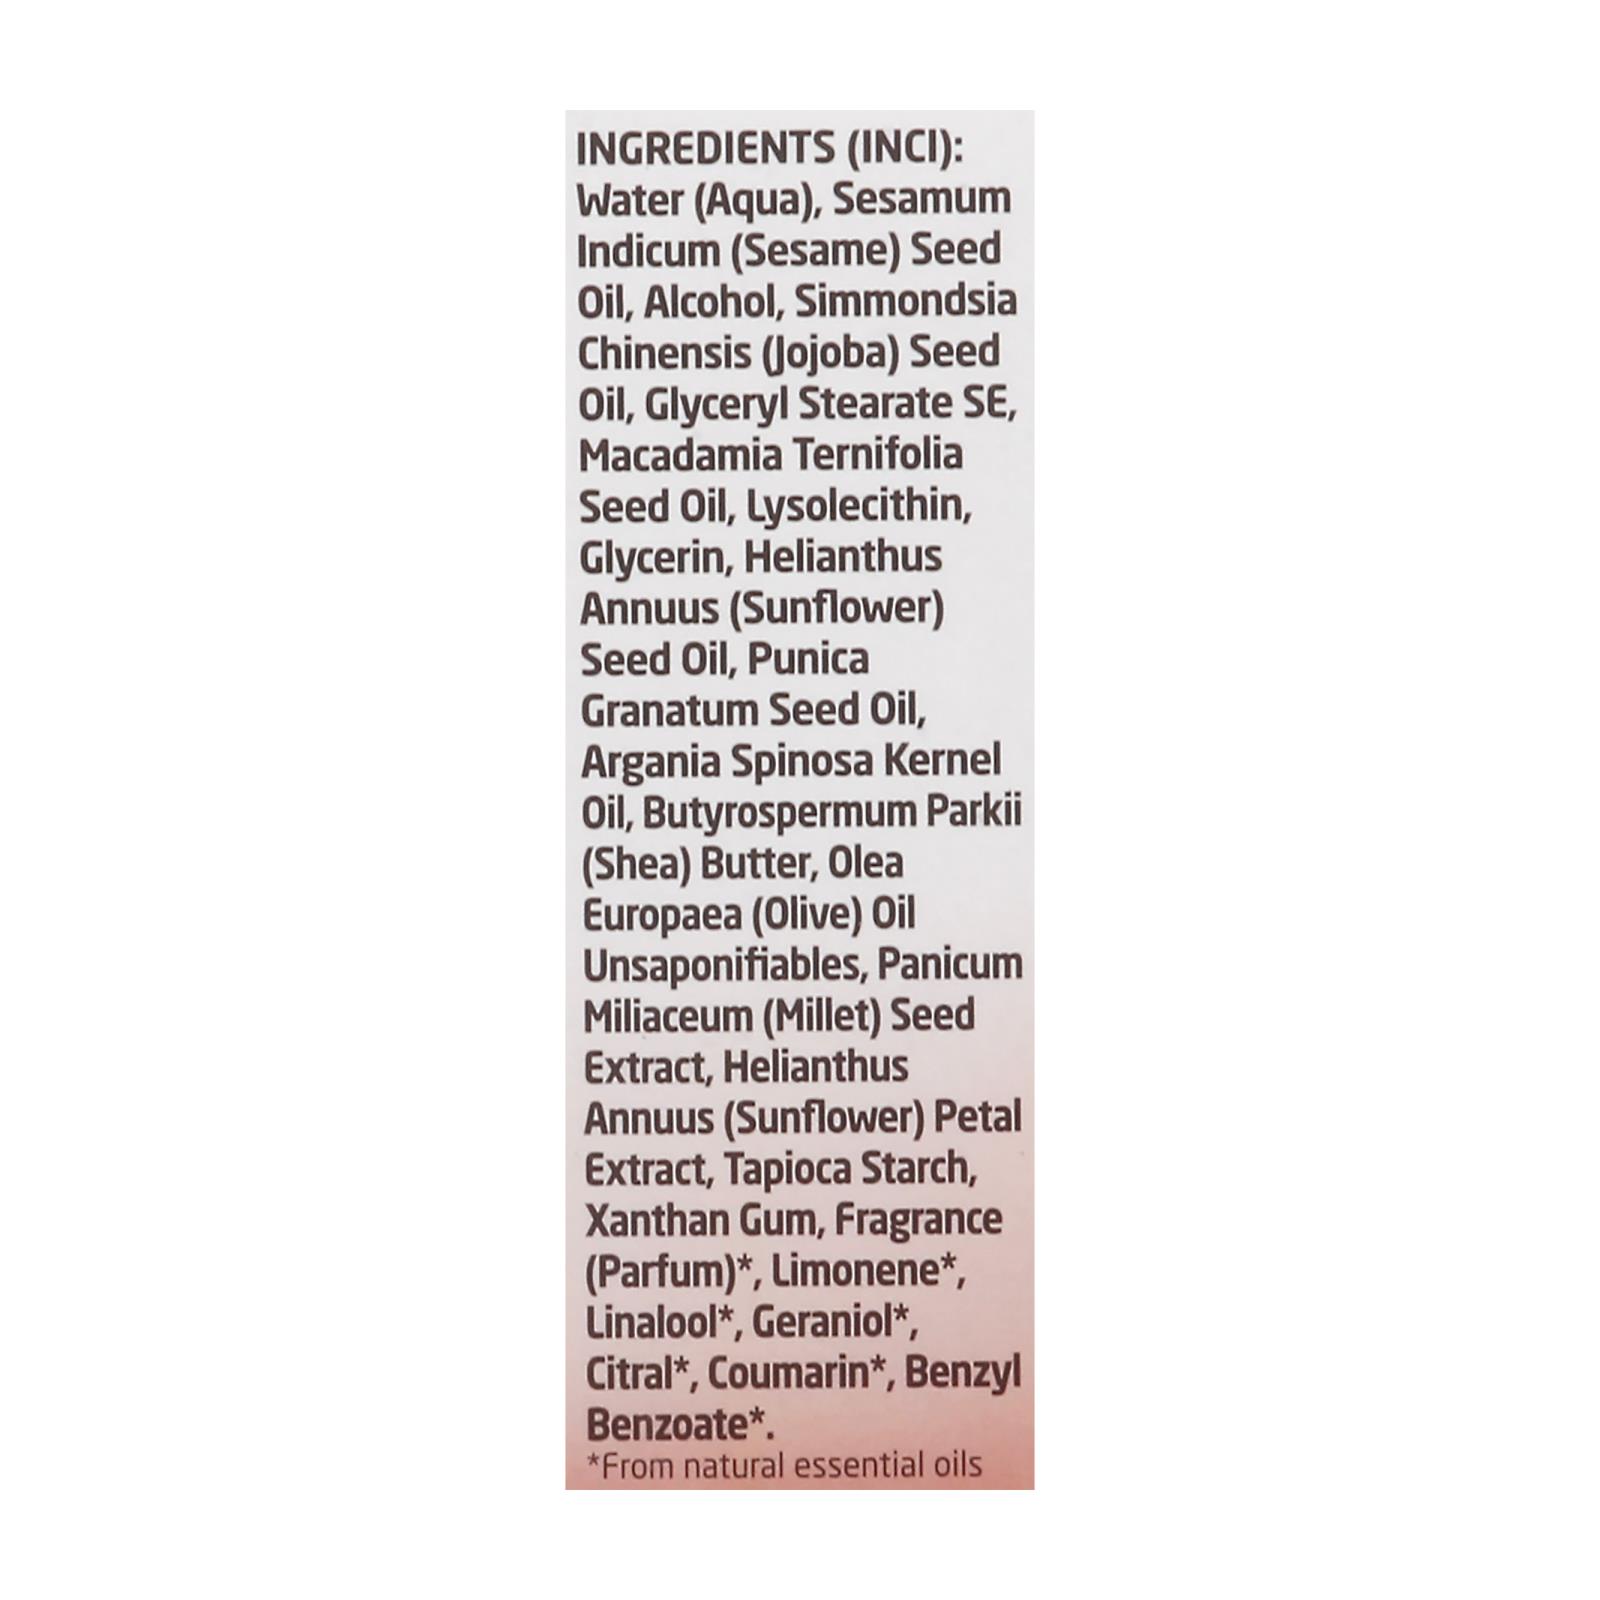 INGREDIENTS (INCI):
Water (Aqua), Sesamum
Indicum (Sesame) Seed
Oil, Alcohol, Simmondsia
Chinensis (Jojoba) Seed
Oil, Glyceryl Stearate SE,
Macadamia Ternifolia
Seed Oil, Lysolecithin,
Glycerin, Helianthus
Annuus (Sunflower)
Seed Oil, Punica
Granatum Seed Oil,
Argania Spinosa Kernel
Oil, Butyrospermum Parkii
(Shea) Butter, Olea
Europaea (Olive) Oil
Unsaponifiables, Panicum
Miliaceum (Millet) Seed
Extract, Helianthus
Annuus (Sunflower) Petal
Extract, Tapioca Starch,
Xanthan Gum, Fragrance
(Parfum)*, Limonene*,
Linalool*, Geraniol*,
Citral*, Coumarin*, Benzyl
Benzoate*.
*From natural essential oils